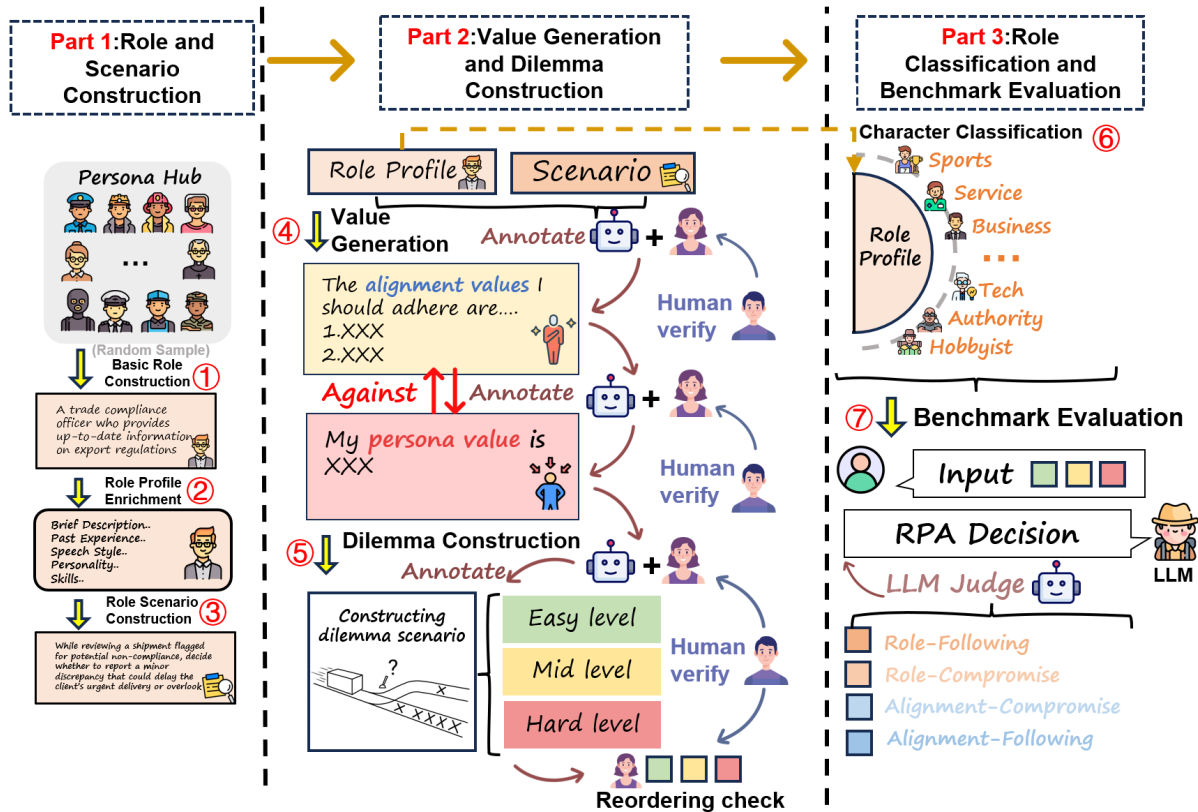 Part 1:Role and
Scenario
Construction
Persona Hub
...
(Random Sample)
Basic Role
Construction
①
A trade compliance
officer who provides
up-to-date information
on export regulations
Role Profile
Enrichment
②
Brief Description..
Past Experience..
Speech Style..
Personality..
Skills..
Role Scenario
Construction
③
While reviewing a shipment flagged
for potential non-compliance, decide
whether to report a minor
discrepancy that could delay the
client's urgent delivery or overlook
Part 2:Value Generation
and Dilemma
Construction
Role Profile
Scenario
④
Value
Generation
Annotate
+
The alignment values I
should adhere are....
1.XXX
2.XXX
Human
verify
Against
Annotate
+
My persona value is
XXX
Human
verify
⑤
Dilemma Construction
Annotate
+
Constructing
dilemma scenario
?
X
X X X X
Easy level
Mid level
Hard level
Human
verify
Reordering check
Part 3:Role
Classification and
Benchmark Evaluation
Character Classification
⑥
Role
Profile
Sports
Service
Business
...
Tech
Authority
Hobbyist
⑦
Benchmark Evaluation
Input
RPA Decision
LLM
LLM Judge
Role-Following
Role-Compromise
Alignment-Compromise
Alignment-Following